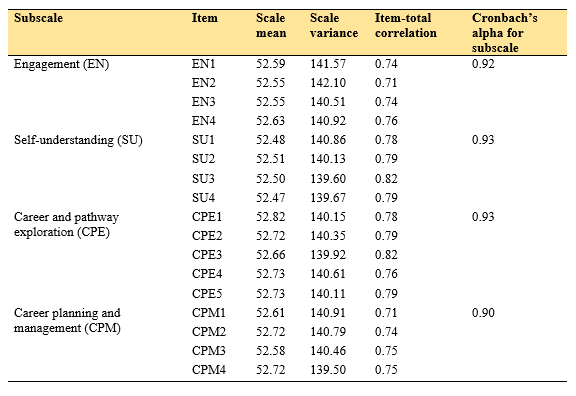 Subscale Item Scale mean Scale variance Item-total correlation Cronbach's alpha for subscale
Engagement (EN) EN1 52.59 141.57 0.74 0.92
EN2 52.55 142.10 0.71
EN3 52.55 140.51 0.74
EN4 52.63 140.92 0.76
Self-understanding (SU) SU1 52.48 140.86 0.78 0.93
SU2 52.51 140.13 0.79
SU3 52.50 139.60 0.82
SU4 52.47 139.67 0.79
Career and pathway exploration (CPE) CPE1 52.82 140.15 0.78 0.93
CPE2 52.72 140.35 0.79
CPE3 52.66 139.92 0.82
CPE4 52.73 140.61 0.76
CPE5 52.73 140.11 0.79
Career planning and management (CPM) CPM1 52.61 140.91 0.71 0.90
CPM2 52.72 140.79 0.74
CPM3 52.58 140.46 0.75
CPM4 52.72 139.50 0.75